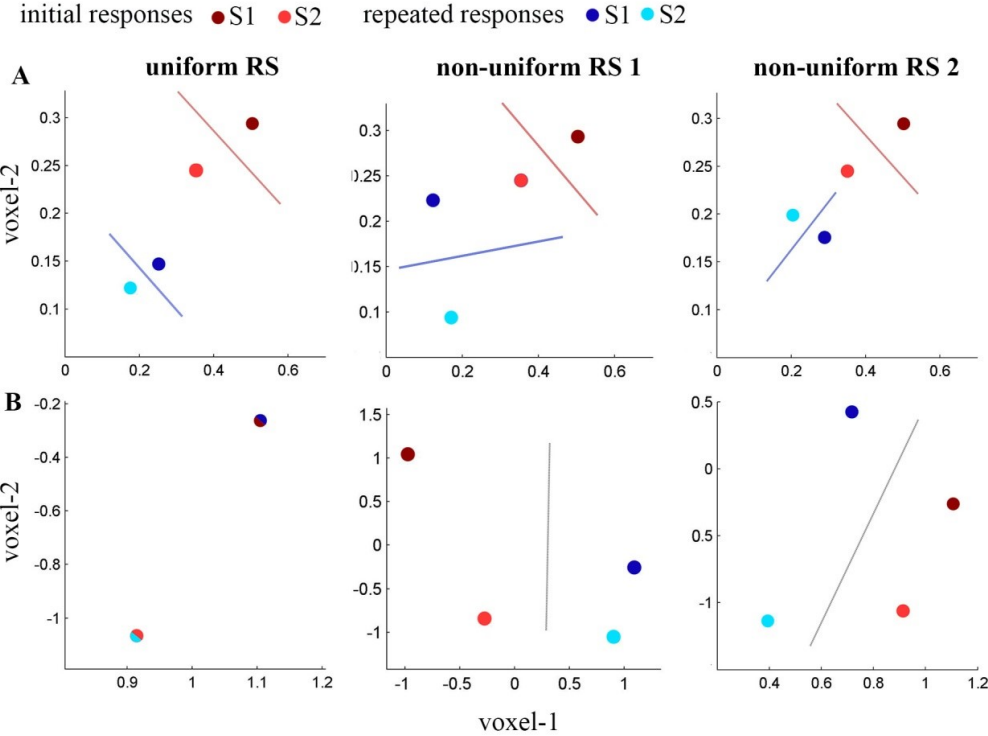 initial responses S1 S2 repeated responses S1 S2
A uniform RS non-uniform RS 1 non-uniform RS 2
voxel-2
0.3
0.25
0.2
0.15
0.1
0 0.2 0.4 0.6
0.3
0.25
0.2
0.15
0.1
0 0.2 0.4 0.6
0.3
0.25
0.2
0.15
0.1
0 0.2 0.4 0.6
B
voxel-2
-0.2
-0.4
-0.6
-0.8
-1
0.9 1 1.1 1.2
1.5
1
0.5
0
-0.5
-1
-1 -0.5 0 0.5 1
0.5
0
0.5
-1
0.4 0.6 0.8 1 1.2
voxel-1